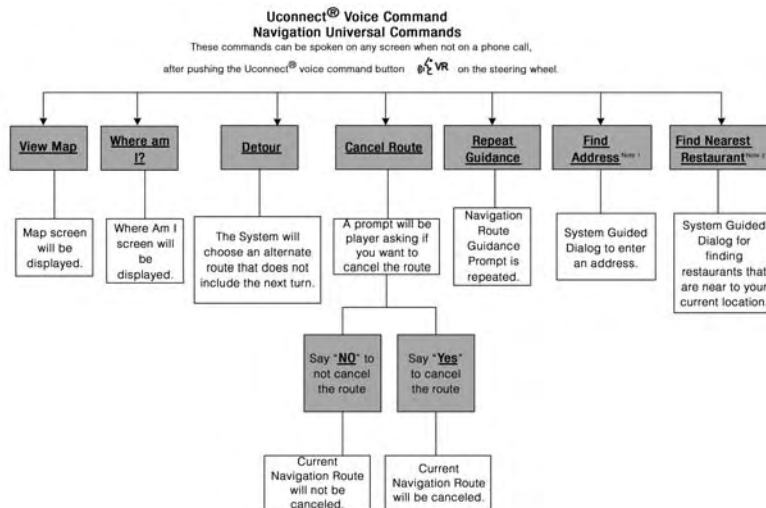 Uconnect® Voice Command
Navigation Universal Commands
These commands can be spoken on any screen when not on a phone call,
after pushing the Uconnect® voice command button VR on the steering wheel.
View Map
Where am
I?
Detour
Cancel Route
Repeat
Guidance
Find
Address Note 1
Find Nearest
Restaurant Note 2
Map screen
will be
displayed.
Where Am I
screen will
be
displayed.
The System will
choose an alternate
route that does not
include the next turn.
A prompt will be
player asking if
you want to
cancel the route
Navigation
Route
Guidance
Prompt is
repeated.
System Guided
Dialog to enter
an address.
System Guided
Dialog for
finding
restaurants that
are near to your
current location.
Say "NO" to
not cancel
the route
Say "Yes"
to cancel
the route
Current
Navigation Route
will not be
canceled.
Current
Navigation Route
will be canceled.